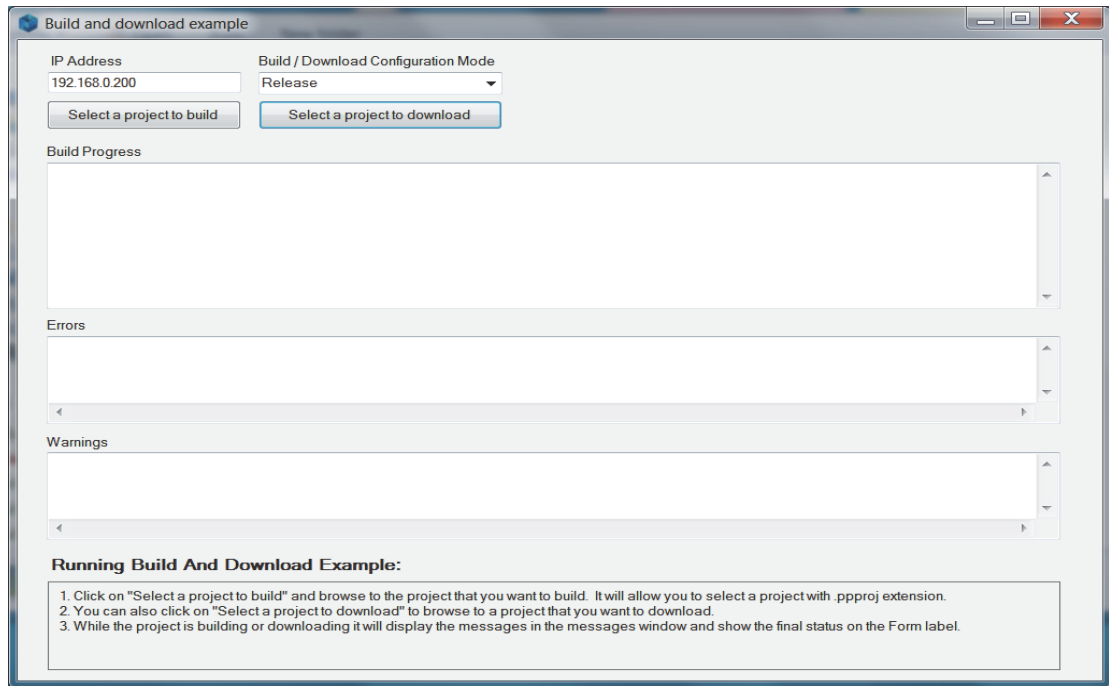 Build and download example
IP Address
Build / Download Configuration Mode
192.168.0.200
Release
Select a project to build
Select a project to download
Build Progress
Errors
Warnings
Running Build And Download Example:
1. Click on "Select a project to build" and browse to the project that you want to build. It will allow you to select a project with .ppproj extension.
2. You can also click on "Select a project to download" to browse to a project that you want to download.
3. While the project is building or downloading it will display the messages in the messages window and show the final status on the Form label.